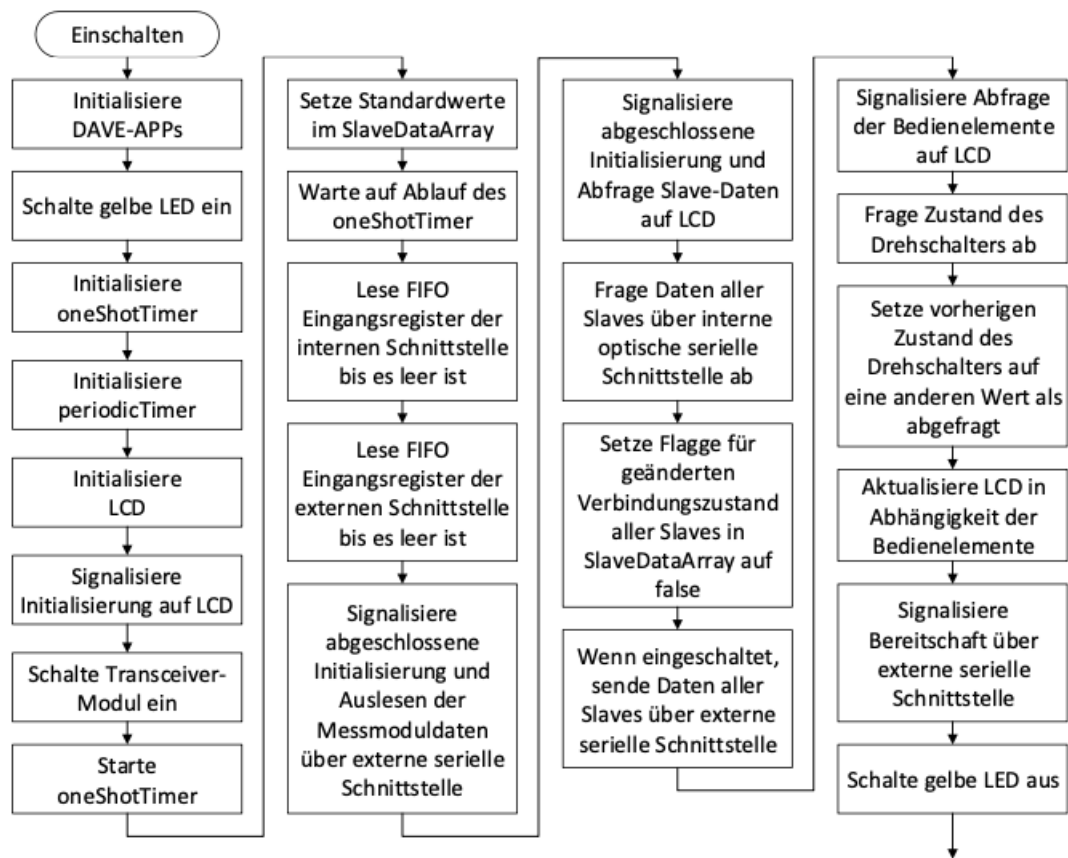 Einschalten
Initialisiere
DAVE-APPs
Schalte gelbe LED ein
Initialisiere
oneShotTimer
Initialisiere
periodicTimer
Initialisiere
LCD
Signalisiere
Initialisierung auf LCD
Schalte Transceiver-
Modul ein
Starte
oneShotTimer
Setze Standardwerte
im SlaveDataArray
Warte auf Ablauf des
oneShotTimer
Lese FIFO
Eingangsregister der
internen Schnittstelle
bis es leer ist
Lese FIFO
Eingangsregister der
externen Schnittstelle
bis es leer ist
Signalisiere
abgeschlossene
Initialisierung und
Auslesen der
Messmoduldaten
über externe serielle
Schnittstelle
Signalisiere
abgeschlossene
Initialisierung und
Abfrage Slave-Daten
auf LCD
Frage Daten aller
Slaves über interne
optische serielle
Schnittstelle ab
Setze Flagge für
geänderten
Verbindungszustand
aller Slaves in
SlaveDataArray auf
false
Wenn eingeschaltet,
sende Daten aller
Slaves über externe
serielle Schnittstelle
Signalisiere Abfrage
der Bedienelemente
auf LCD
Frage Zustand des
Drehschalters ab
Setze vorherigen
Zustand des
Drehschalters auf
eine anderen Wert als
abgefragt
Aktualisiere LCD in
Abhängigkeit der
Bedienelemente
Signalisiere
Bereitschaft über
externe serielle
Schnittstelle
Schalte gelbe LED aus